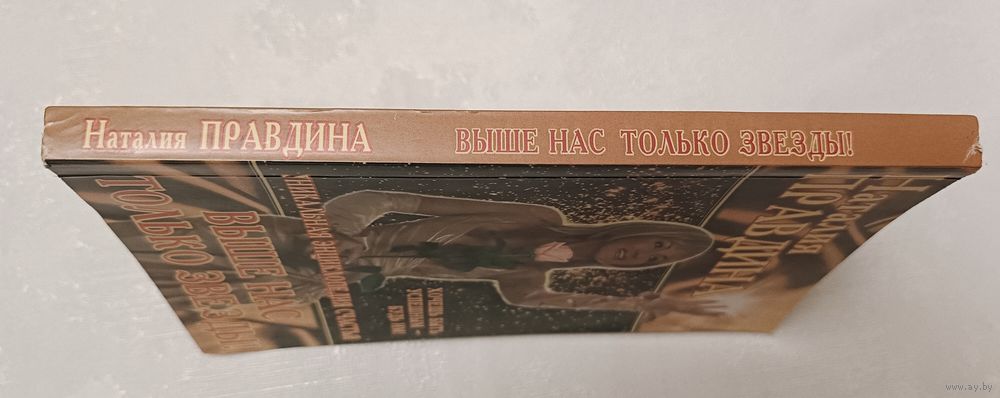 Наталия ПРАВДИНА ВЫШЕ НАС ТОЛЬКО ЗВЕЗДЫ!
Наталия
ПРАВДИНА
ВЫШЕ НАС
ТОЛЬКО ЗВЕЗДЫ!
www.ay.by